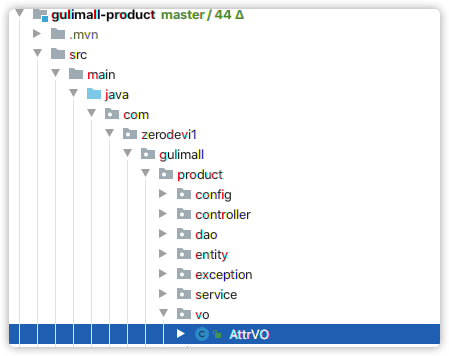 gulimall-product master / 44 Δ
.mvn
src
main
java
com
zerodevi1
gulimall
product
config
controller
dao
entity
exception
service
vo
C AttrVO